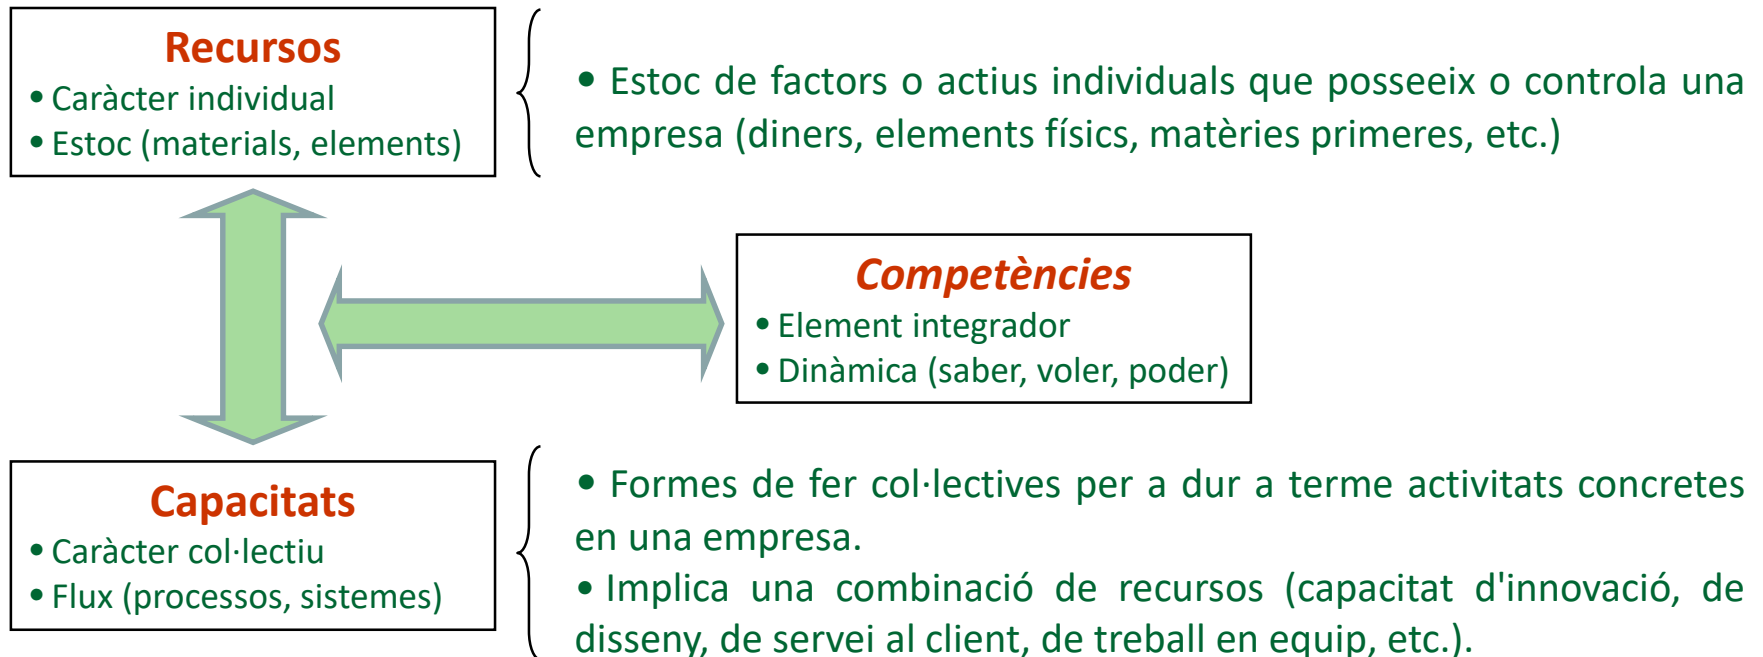 Recursos
• Caràcter individual
• Estoc (materials, elements)
• Estoc de factors o actius individuals que posseeix o controla una
empresa (diners, elements físics, matèries primeres, etc.)
Competències
• Element integrador
• Dinàmica (saber, voler, poder)
Capacitats
• Caràcter col·lectiu
• Flux (processos, sistemes)
• Formes de fer col·lectives per a dur a terme activitats concretes
en una empresa.
• Implica una combinació de recursos (capacitat d'innovació, de
disseny, de servei al client, de treball en equip, etc.).